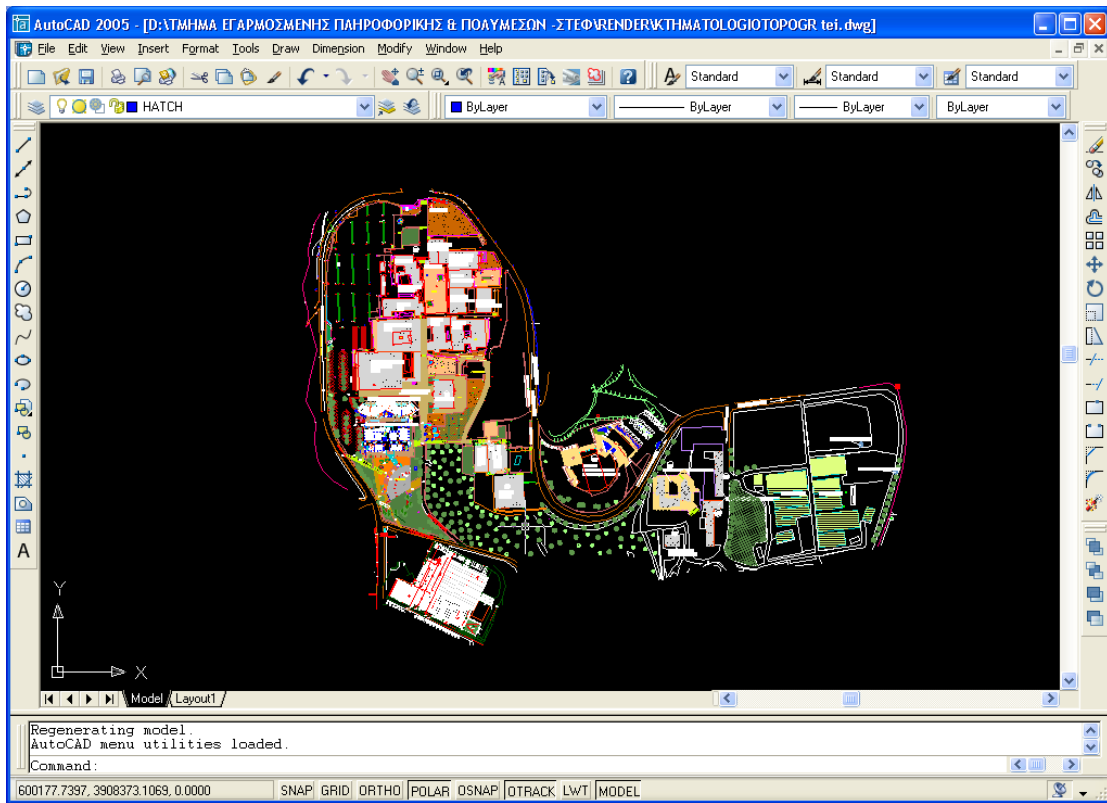 AutoCAD 2005 - [D:\ΤΜΗΜΑ ΕΓΑΡΜΟΣΜΕΝΗΣ ΠΛΗΡΟΦΟΡΙΚΗΣ & ΠΟΛΥΜΕΣΩΝ -ΣΤΕΦ\RENDER\KTHMATOLOGIOTOPOGR tei.dwg]
File Edit View Insert Format Tools Draw Dimension Modify Window Help
Standard Standard Standard
HATCH ByLayer ByLayer ByLayer ByLayer
Y
X
A
Model Layout1
Regenerating model.
AutoCAD menu utilities loaded.
Command:
600177.7397, 3908373.1069, 0.0000 SNAP GRID ORTHO POLAR OSNAP OTRACK LWT MODEL